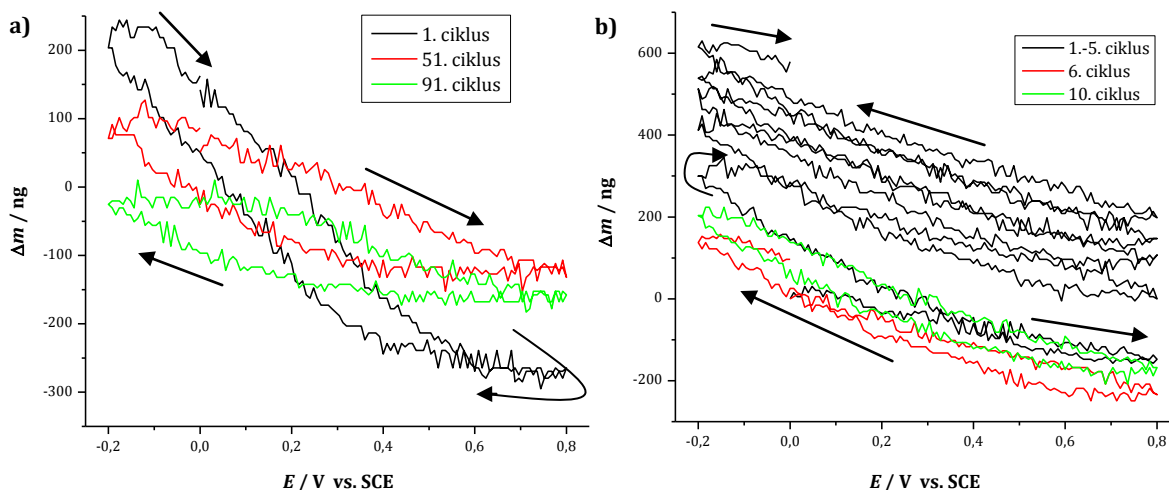 a)
1. ciklus
51. ciklus
91. ciklus
Δm / ng
200
100
0
-100
-200
-300
-0,2
0,0
0,2
0,4
0,6
0,8
E / V vs. SCE
b)
1.-5. ciklus
6. ciklus
10. ciklus
Δm / ng
600
400
200
0
-200
-0,2
0,0
0,2
0,4
0,6
0,8
E / V vs. SCE